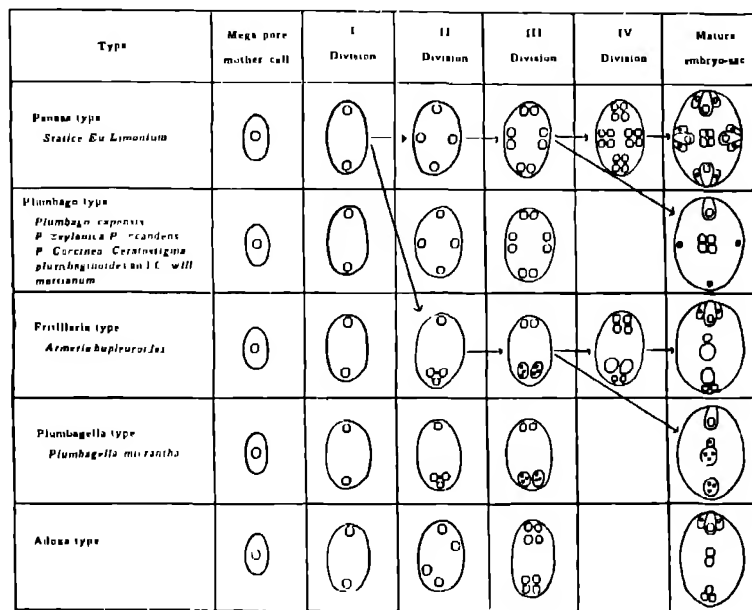 Type
Mega pore
mother cell
I
Division
II
Division
III
Division
IV
Division
Mature
embryo-sac
Penaea type
Statice Eu Limonium
Plumbago type
Plumbago capensis
P zeylanica P scandens
P Coccinea Ceratostigma
plumbaginoides C will
mottianum
Fritillaria type
Armeria bupleuroides
Plumbagella type
Plumbagella micrantha
Adoxa type